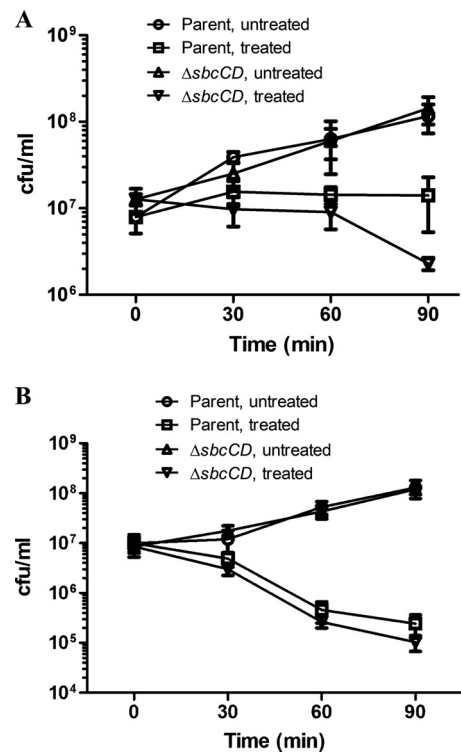 A
Parent, untreated
Parent, treated
ΔsbcCD, untreated
ΔsbcCD, treated
10⁹
10⁸
10⁷
10⁶
cfu/ml
0 30 60 90
Time (min)
B
Parent, untreated
Parent, treated
ΔsbcCD, untreated
ΔsbcCD, treated
10⁹
10⁸
10⁷
10⁶
10⁵
10⁴
cfu/ml
0 30 60 90
Time (min)